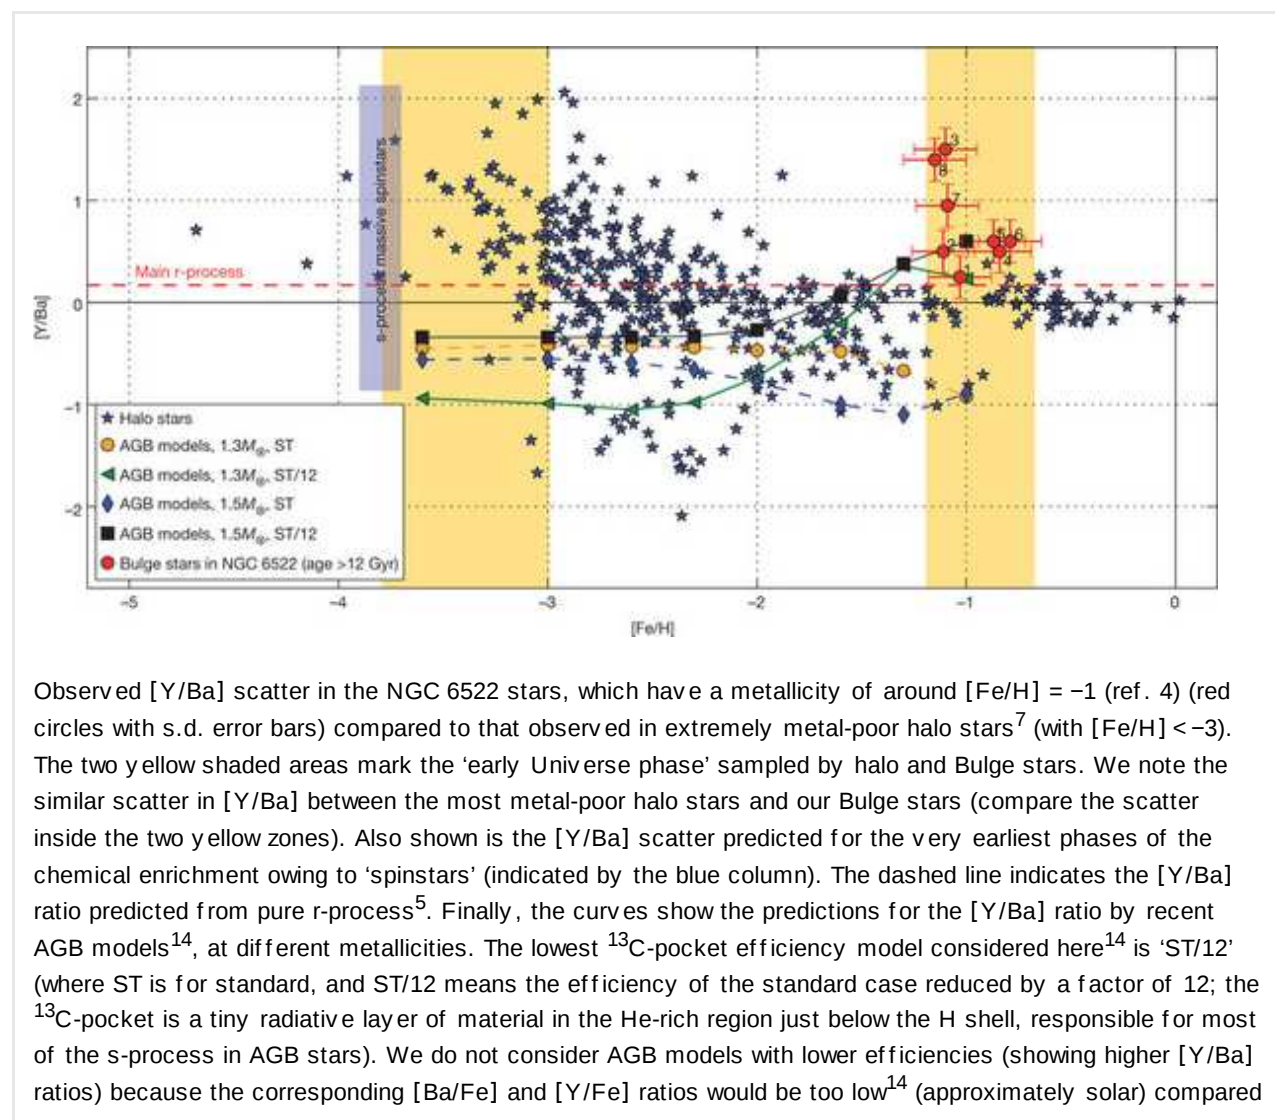 2
1
0
−1
−2
[Y/Ba]
Main r-process
s-process massive spinstars
3
8
7
2
5
6
4
1
Halo stars
AGB models, 1.3M⊙, ST
AGB models, 1.3M⊙, ST/12
AGB models, 1.5M⊙, ST
AGB models, 1.5M⊙, ST/12
Bulge stars in NGC 6522 (age >12 Gyr)
−5 −4 −3 −2 −1 0
[Fe/H]
Observed [Y/Ba] scatter in the NGC 6522 stars, which have a metallicity of around [Fe/H] = −1 (ref. 4) (red
circles with s.d. error bars) compared to that observed in extremely metal-poor halo stars7 (with [Fe/H] < −3).
The two yellow shaded areas mark the ‘early Universe phase’ sampled by halo and Bulge stars. We note the
similar scatter in [Y/Ba] between the most metal-poor halo stars and our Bulge stars (compare the scatter
inside the two yellow zones). Also shown is the [Y/Ba] scatter predicted for the very earliest phases of the
chemical enrichment owing to ‘spinstars’ (indicated by the blue column). The dashed line indicates the [Y/Ba]
ratio predicted from pure r-process5. Finally, the curves show the predictions for the [Y/Ba] ratio by recent
AGB models14, at different metallicities. The lowest 13C-pocket efficiency model considered here14 is ‘ST/12’
(where ST is for standard, and ST/12 means the efficiency of the standard case reduced by a factor of 12; the
13C-pocket is a tiny radiative layer of material in the He-rich region just below the H shell, responsible for most
of the s-process in AGB stars). We do not consider AGB models with lower efficiencies (showing higher [Y/Ba]
ratios) because the corresponding [Ba/Fe] and [Y/Fe] ratios would be too low14 (approximately solar) compared